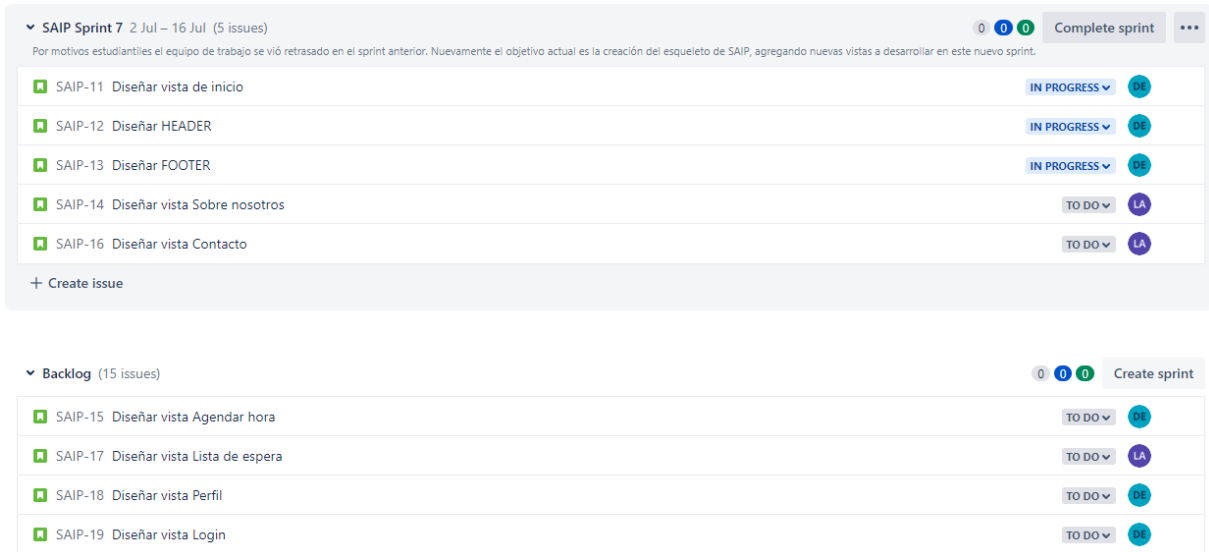 SAIP Sprint 7 2 Jul – 16 Jul (5 issues) 0 0 0 Complete sprint
Por motivos estudiantiles el equipo de trabajo se vió retrasado en el sprint anterior. Nuevamente el objetivo actual es la creación del esqueleto de SAIP, agregando nuevas vistas a desarrollar en este nuevo sprint.
SAIP-11 Diseñar vista de inicio IN PROGRESS DE
SAIP-12 Diseñar HEADER IN PROGRESS DE
SAIP-13 Diseñar FOOTER IN PROGRESS DE
SAIP-14 Diseñar vista Sobre nosotros TO DO LA
SAIP-16 Diseñar vista Contacto TO DO LA
+ Create issue
Backlog (15 issues) 0 0 0 Create sprint
SAIP-15 Diseñar vista Agendar hora TO DO DE
SAIP-17 Diseñar vista Lista de espera TO DO LA
SAIP-18 Diseñar vista Perfil TO DO DE
SAIP-19 Diseñar vista Login TO DO DE